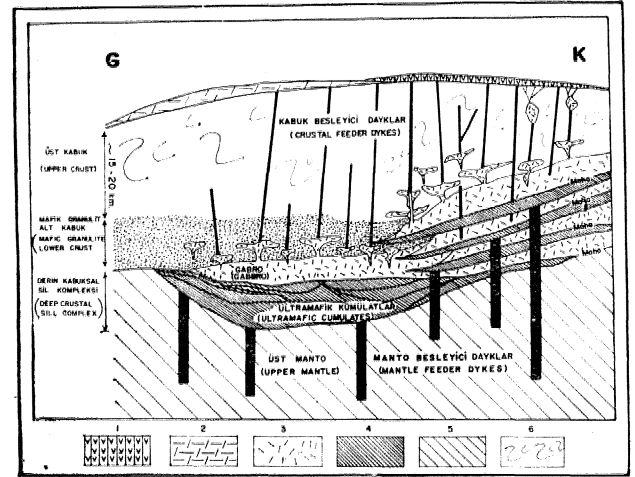 G
K
KABUK BESLEYİCİ DAYKLAR
(CRUSTAL FEEDER DYKES)
ÜST KABUK
(UPPER CRUST)
~15-20 km
MAFİK GRANULİT
ALT KABUK
MAFIC GRANULITE
LOWER CRUST
Moho
Moho
Moho
Moho
GABRO
(GABBRO)
DERİN KABUKSAL
SİL KOMPLEKSİ
(DEEP CRUSTAL
SILL COMPLEX)
ULTRAMAFİK KÜMÜLATLAR
(ULTRAMAFIC CUMULATES)
ÜST MANTO
(UPPER MANTLE)
MANTO BESLEYİCİ DAYKLAR
(MANTLE FEEDER DYKES)
1 2 3 4 5 6